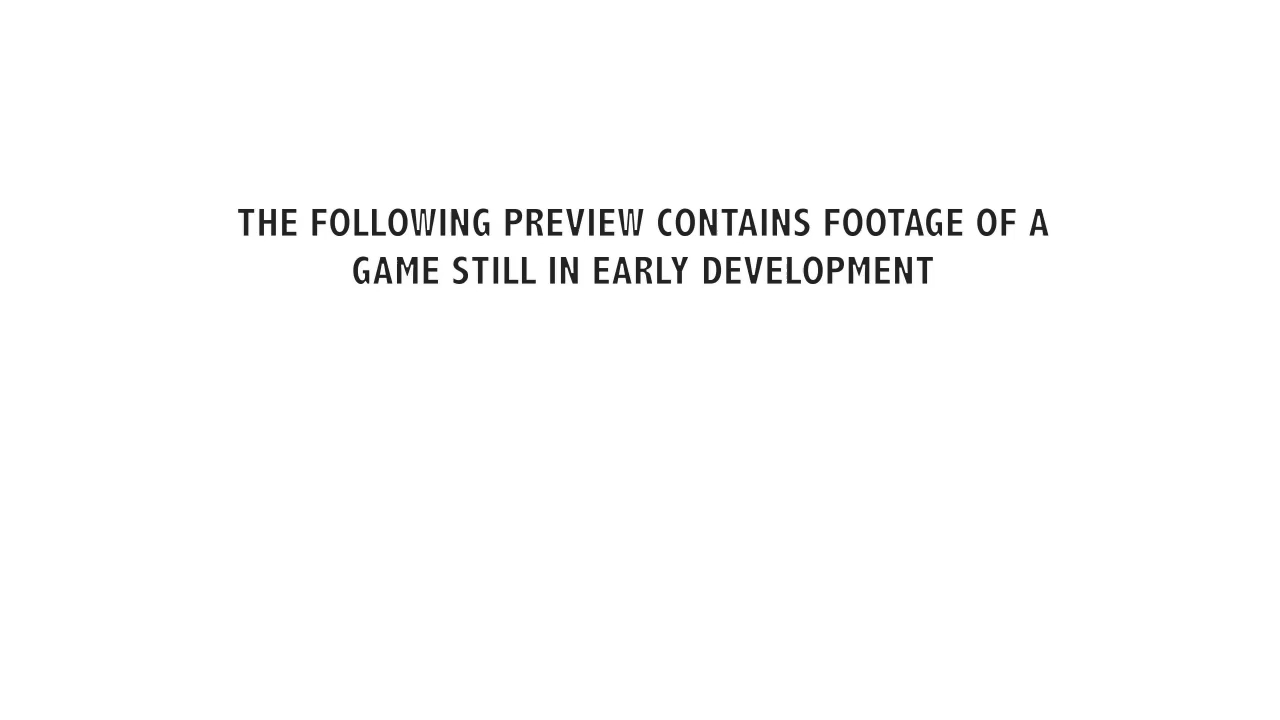 THE FOLLOWING PREVIEW CONTAINS FOOTAGE OF A
GAME STILL IN EARLY DEVELOPMENT